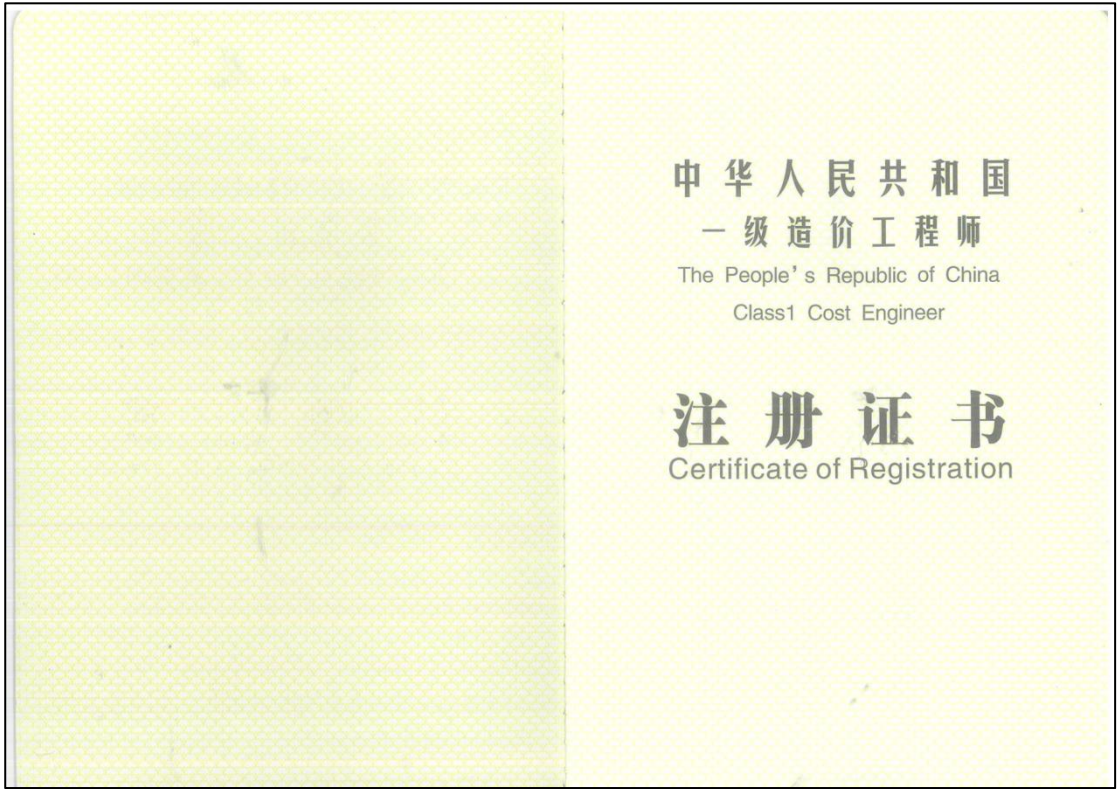 中华人民共和国
一级造价工程师
The People's Republic of China
Class1 Cost Engineer
注册证书
Certificate of Registration